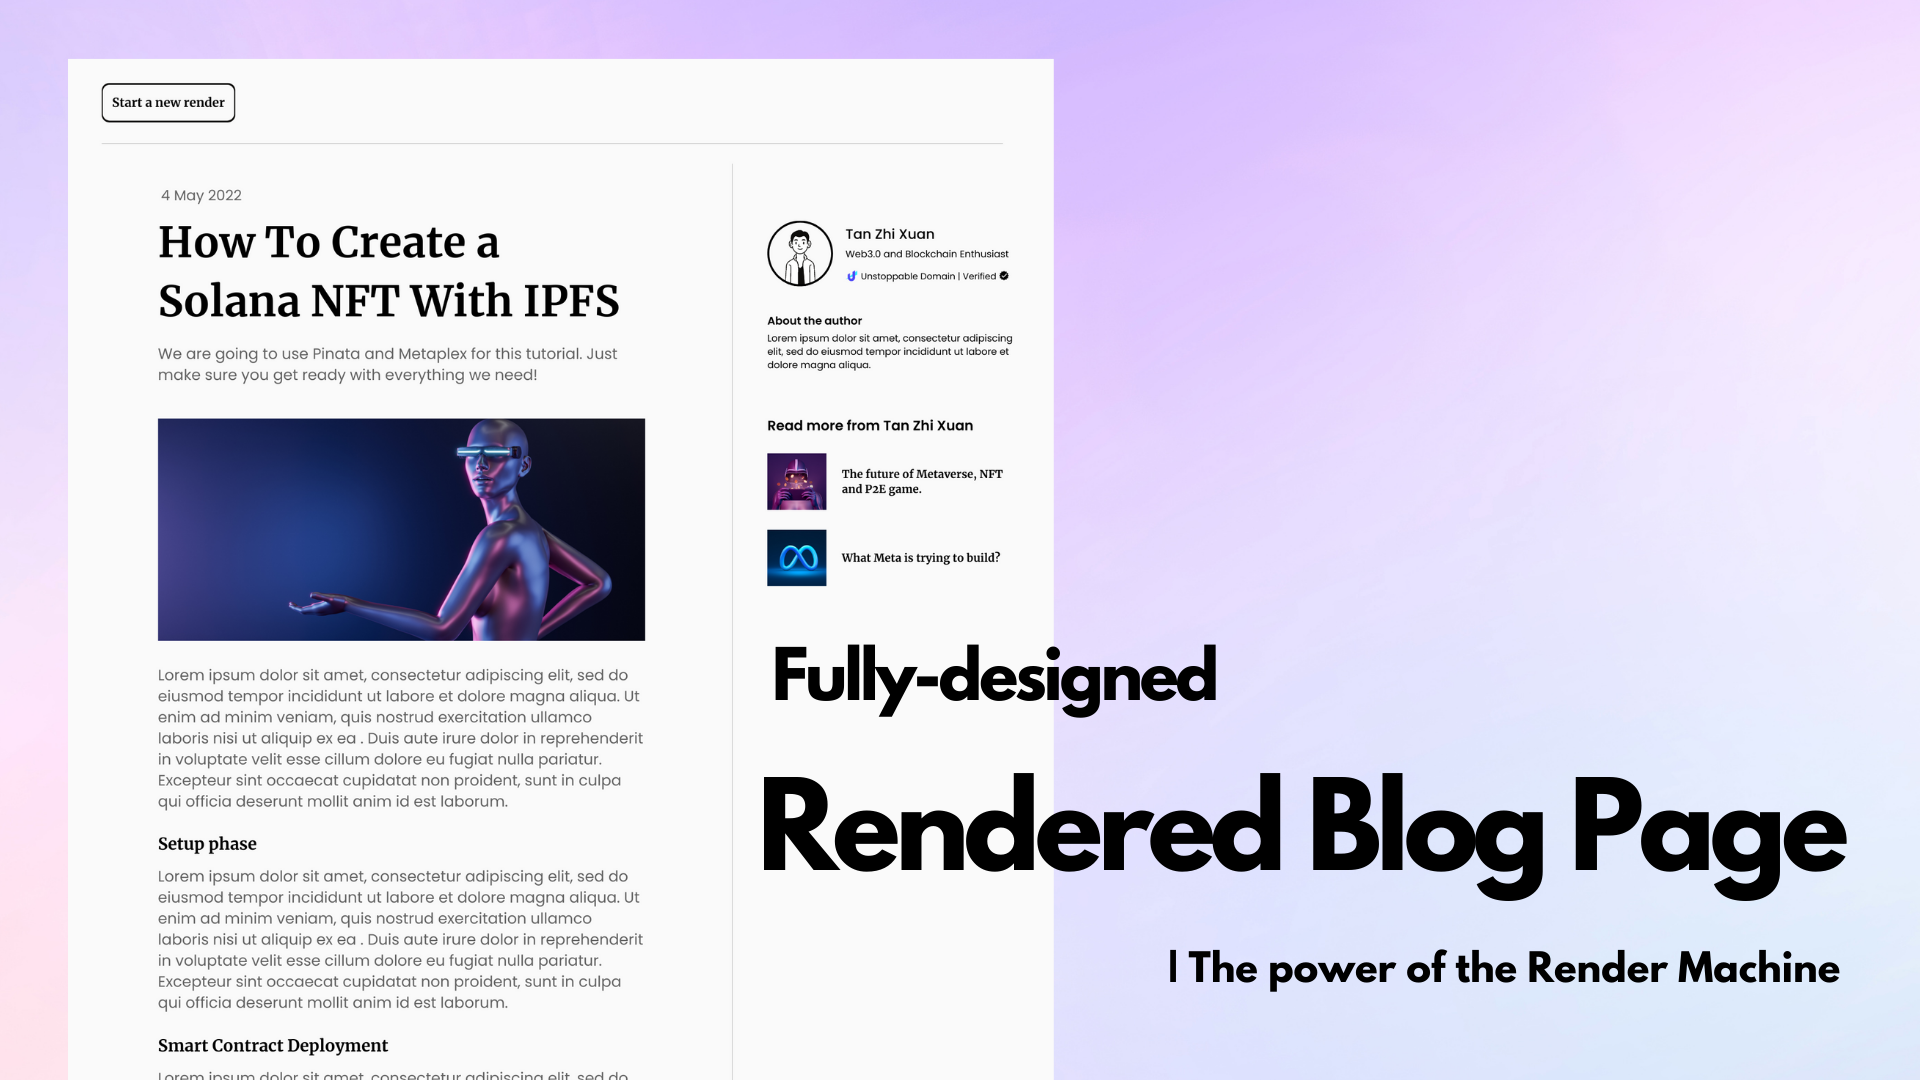 Start a new render
4 May 2022
How To Create a
Solana NFT With IPFS
We are going to use Pinata and Metaplex for this tutorial. Just
make sure you get ready with everything we need!
Lorem ipsum dolor sit amet, consectetur adipiscing elit, sed do
eiusmod tempor incididunt ut labore et dolore magna aliqua. Ut
enim ad minim veniam, quis nostrud exercitation ullamco
laboris nisi ut aliquip ex ea . Duis aute irure dolor in reprehenderit
in voluptate velit esse cillum dolore eu fugiat nulla pariatur.
Excepteur sint occaecat cupidatat non proident, sunt in culpa
qui officia deserunt mollit anim id est laborum.
Setup phase
Lorem ipsum dolor sit amet, consectetur adipiscing elit, sed do
eiusmod tempor incididunt ut labore et dolore magna aliqua. Ut
enim ad minim veniam, quis nostrud exercitation ullamco
laboris nisi ut aliquip ex ea . Duis aute irure dolor in reprehenderit
in voluptate velit esse cillum dolore eu fugiat nulla pariatur.
Excepteur sint occaecat cupidatat non proident, sunt in culpa
qui officia deserunt mollit anim id est laborum.
Smart Contract Deployment
Lorem ipsum dolor sit amet, consectetur adipiscing elit, sed do
Tan Zhi Xuan
Web3.0 and Blockchain Enthusiast
Unstoppable Domain | Verified
About the author
Lorem ipsum dolor sit amet, consectetur adipiscing
elit, sed do eiusmod tempor incididunt ut labore et
dolore magna aliqua.
Read more from Tan Zhi Xuan
The future of Metaverse, NFT
and P2E game.
What Meta is trying to build?
Fully-designed
Rendered Blog Page
| The power of the Render Machine